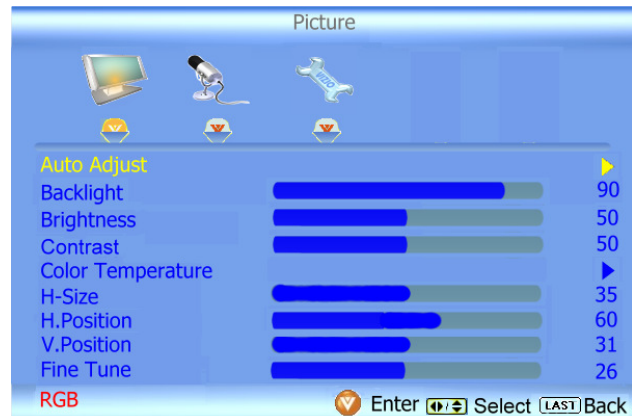 Picture
VIZIO
Auto Adjust
Backlight 90
Brightness 50
Contrast 50
Color Temperature
H-Size 35
H.Position 60
V.Position 31
Fine Tune 26
RGB Enter Select LAST Back